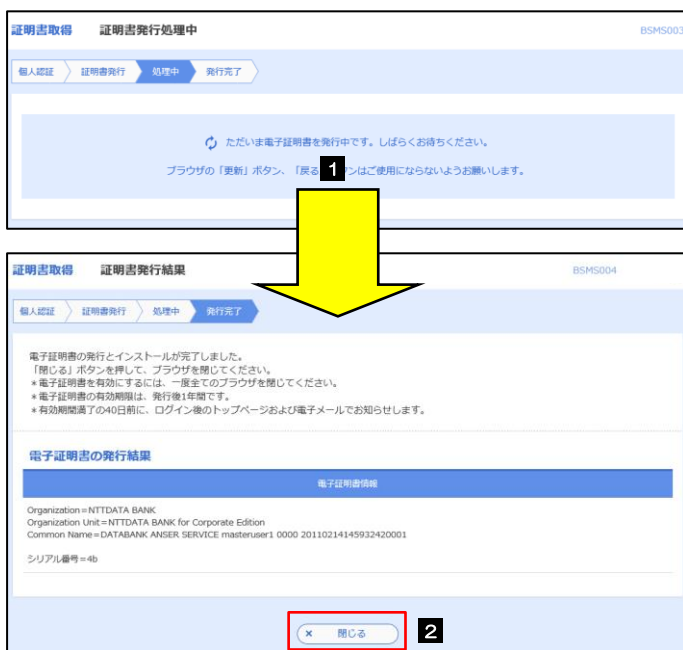 証明書取得 証明書発行処理中 BSMS003
個人認証 証明書発行 処理中 発行完了
ただいま電子証明書を発行中です。しばらくお待ちください。
ブラウザの「更新」ボタン、「戻る 1 ンはご使用にならないようお願いします。
証明書取得 証明書発行結果 BSMS004
個人認証 証明書発行 処理中 発行完了
電子証明書の発行とインストールが完了しました。
「閉じる」ボタンを押して、ブラウザを閉じてください。
*電子証明書を有効にするには、一度全てのブラウザを閉じてください。
*電子証明書の有効期限は、発行後1年間です。
*有効期間満了の40日前に、ログイン後のトップページおよび電子メールでお知らせします。
電子証明書の発行結果
電子証明書情報
Organization=NTTDATA BANK
Organization Unit=NTTDATA BANK for Corporate Edition
Common Name=DATABANK ANSER SERVICE masteruser1 0000 20110214145932420001
シリアル番号=4b
× 閉じる 2